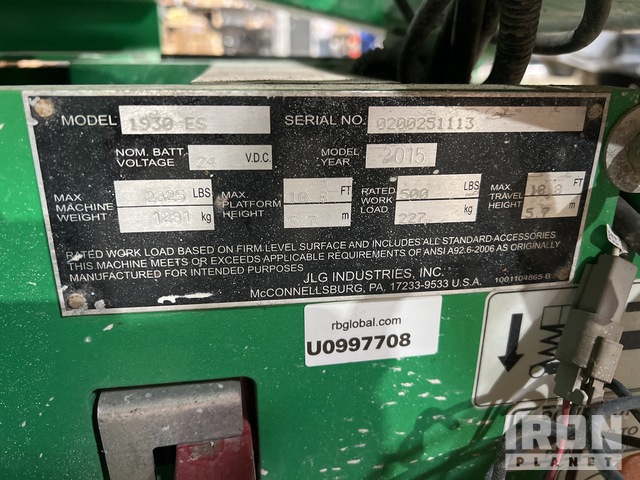 MODEL 1930 ES SERIAL NO. 0200251113
NOM. BATT. VOLTAGE 24 V.D.C. MODEL YEAR 2015
MAX MACHINE WEIGHT LBS kg MAX PLATFORM HEIGHT FT m RATED WORK LOAD 500 LBS 227 kg MAX TRAVEL HEIGHT FT m
RATED WORK LOAD BASED ON FIRM LEVEL SURFACE AND INCLUDES ALL STANDARD ACCESSORIES.
THIS MACHINE MEETS OR EXCEEDS APPLICABLE REQUIREMENTS OF ANSI A92.6-2006 AS ORIGINALLY
MANUFACTURED FOR INTENDED PURPOSES
JLG INDUSTRIES, INC.
MCCONNELLSBURG, PA. 17233-9533 U.S.A. 1001104865 B
rbglobal.com
U0997708
IRON
PLANET